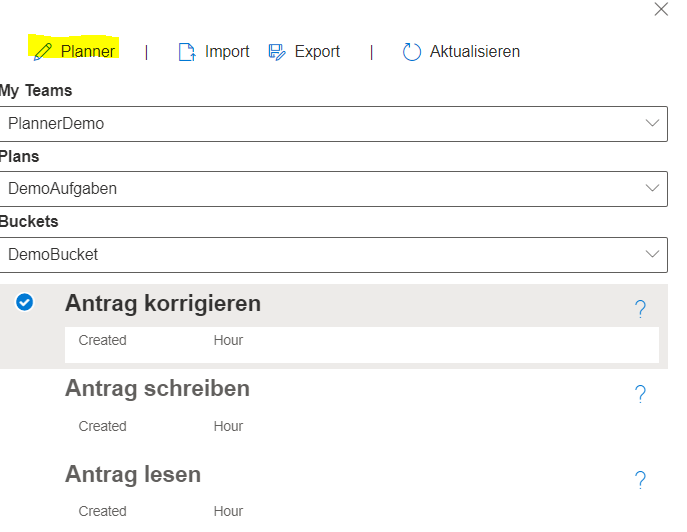 Planner | Import Export | Aktualisieren
My Teams
PlannerDemo
Plans
DemoAufgaben
Buckets
DemoBucket
Antrag korrigieren ?
Created Hour
Antrag schreiben ?
Created Hour
Antrag lesen ?
Created Hour